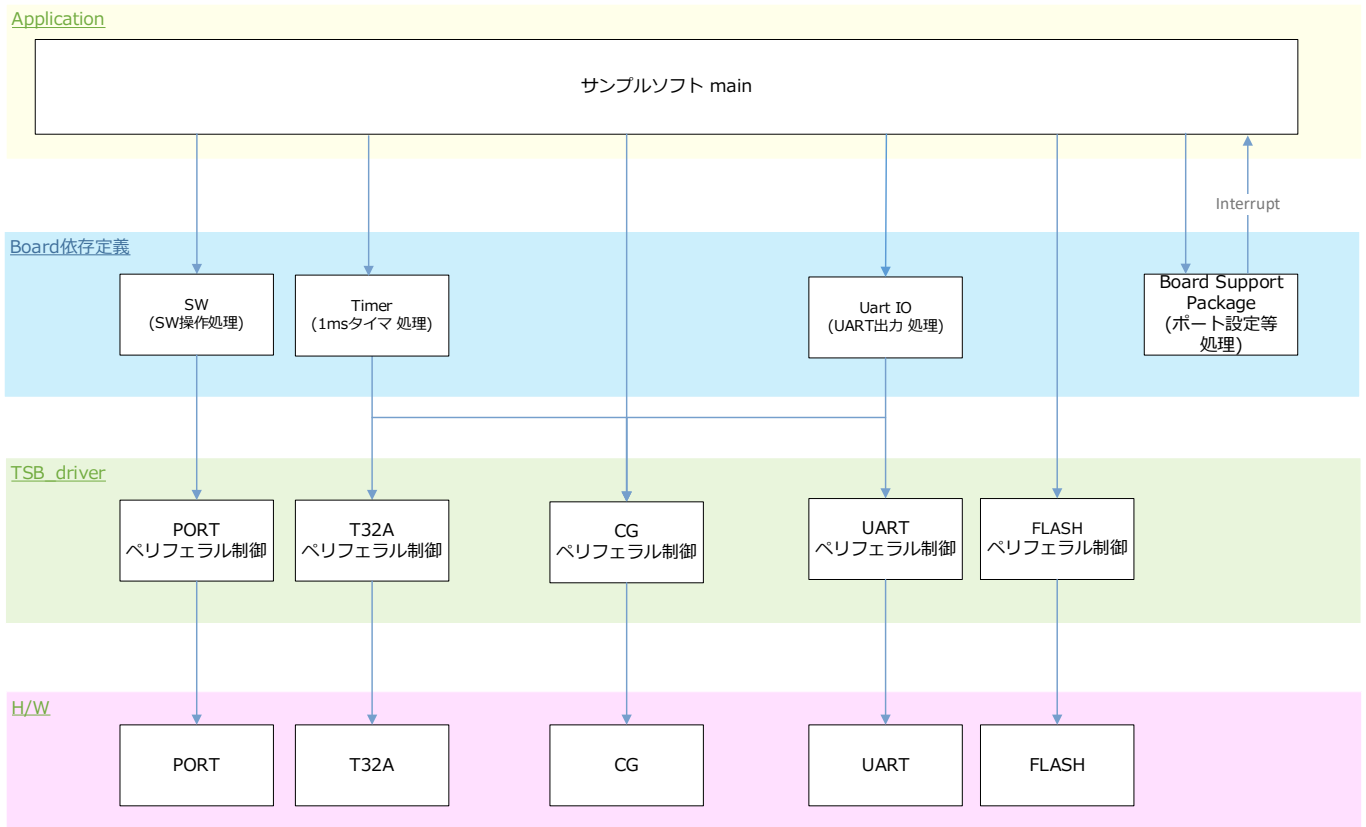 Application
サンプルソフト main
Interrupt
Board依存定義
SW
(SW操作処理)
Timer
(1msタイマ 処理)
Uart IO
(UART出力 処理)
Board Support
Package
(ポート設定等
処理)
TSB_driver
PORT
ペリフェラル制御
T32A
ペリフェラル制御
CG
ペリフェラル制御
UART
ペリフェラル制御
FLASH
ペリフェラル制御
H/W
PORT
T32A
CG
UART
FLASH